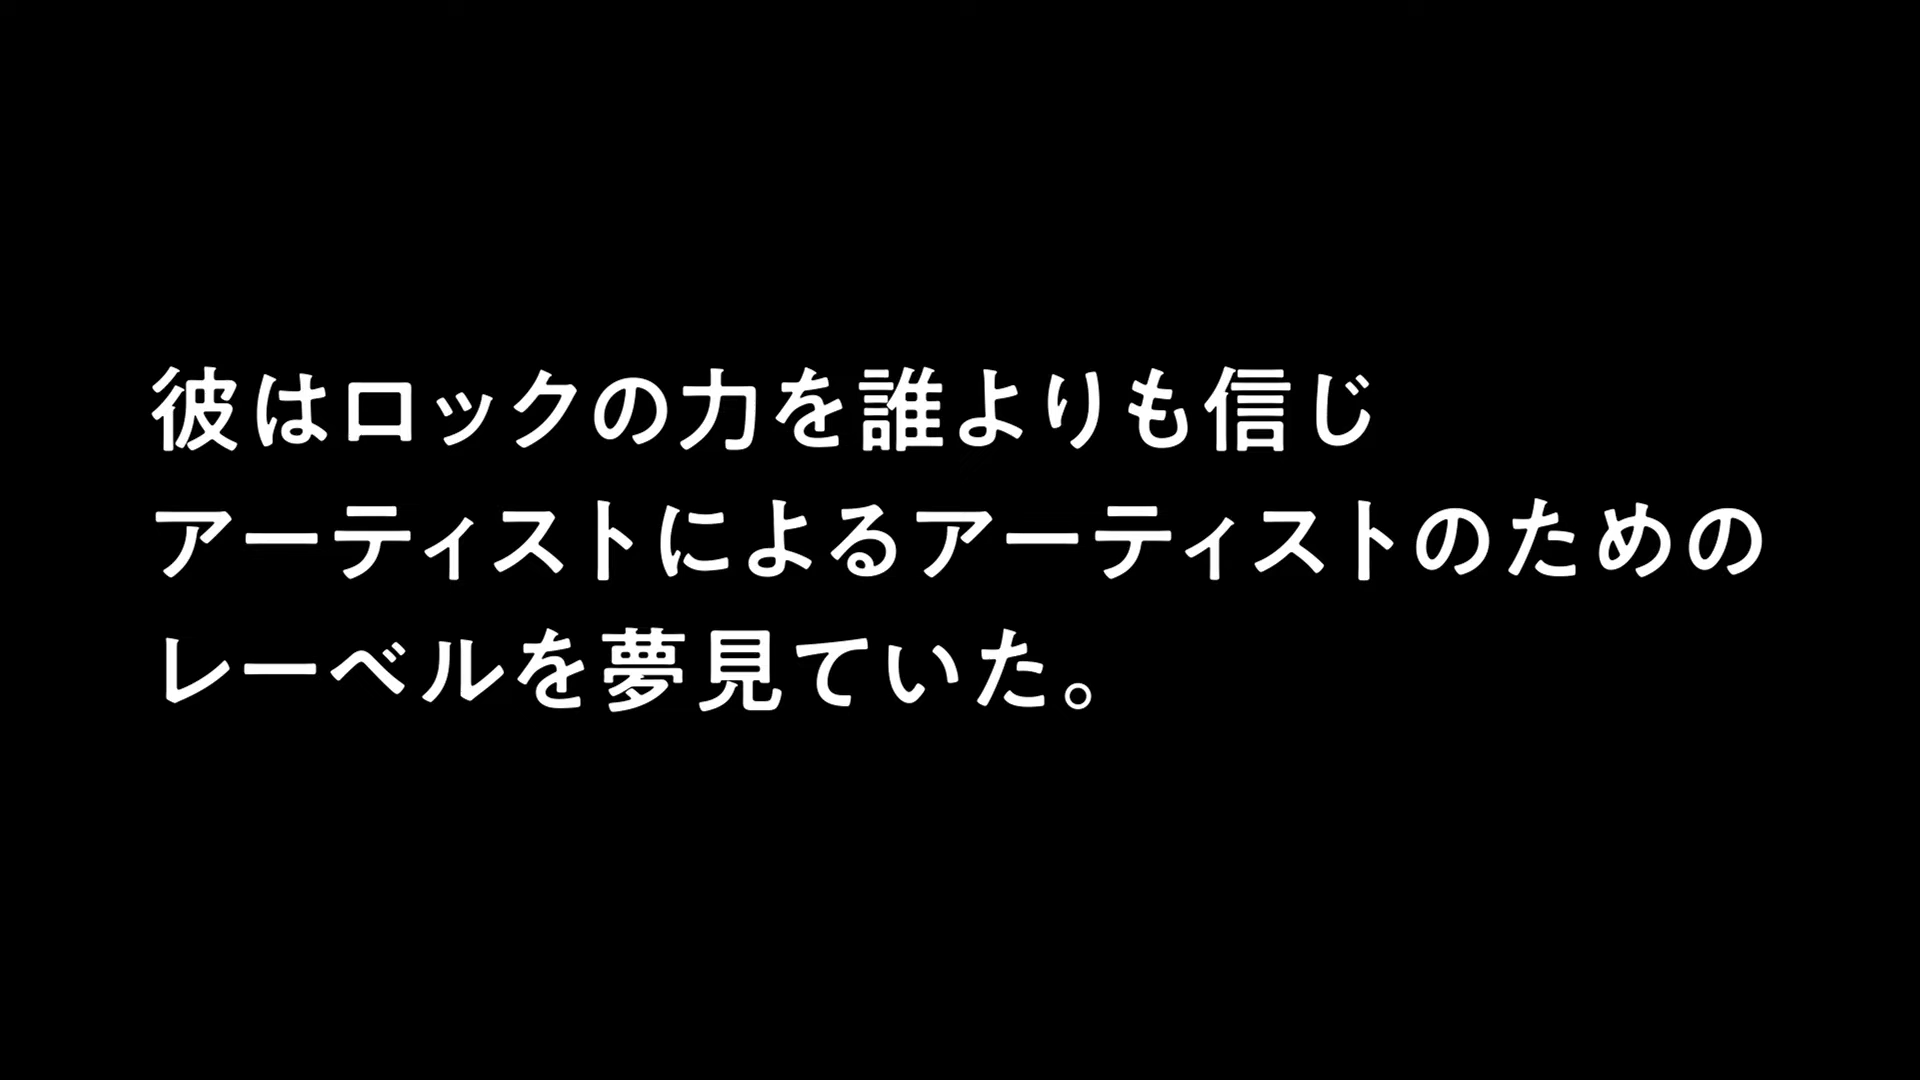 彼はロックの力を誰よりも信じ
アーティストによるアーティストのための
レーベルを夢見ていた。